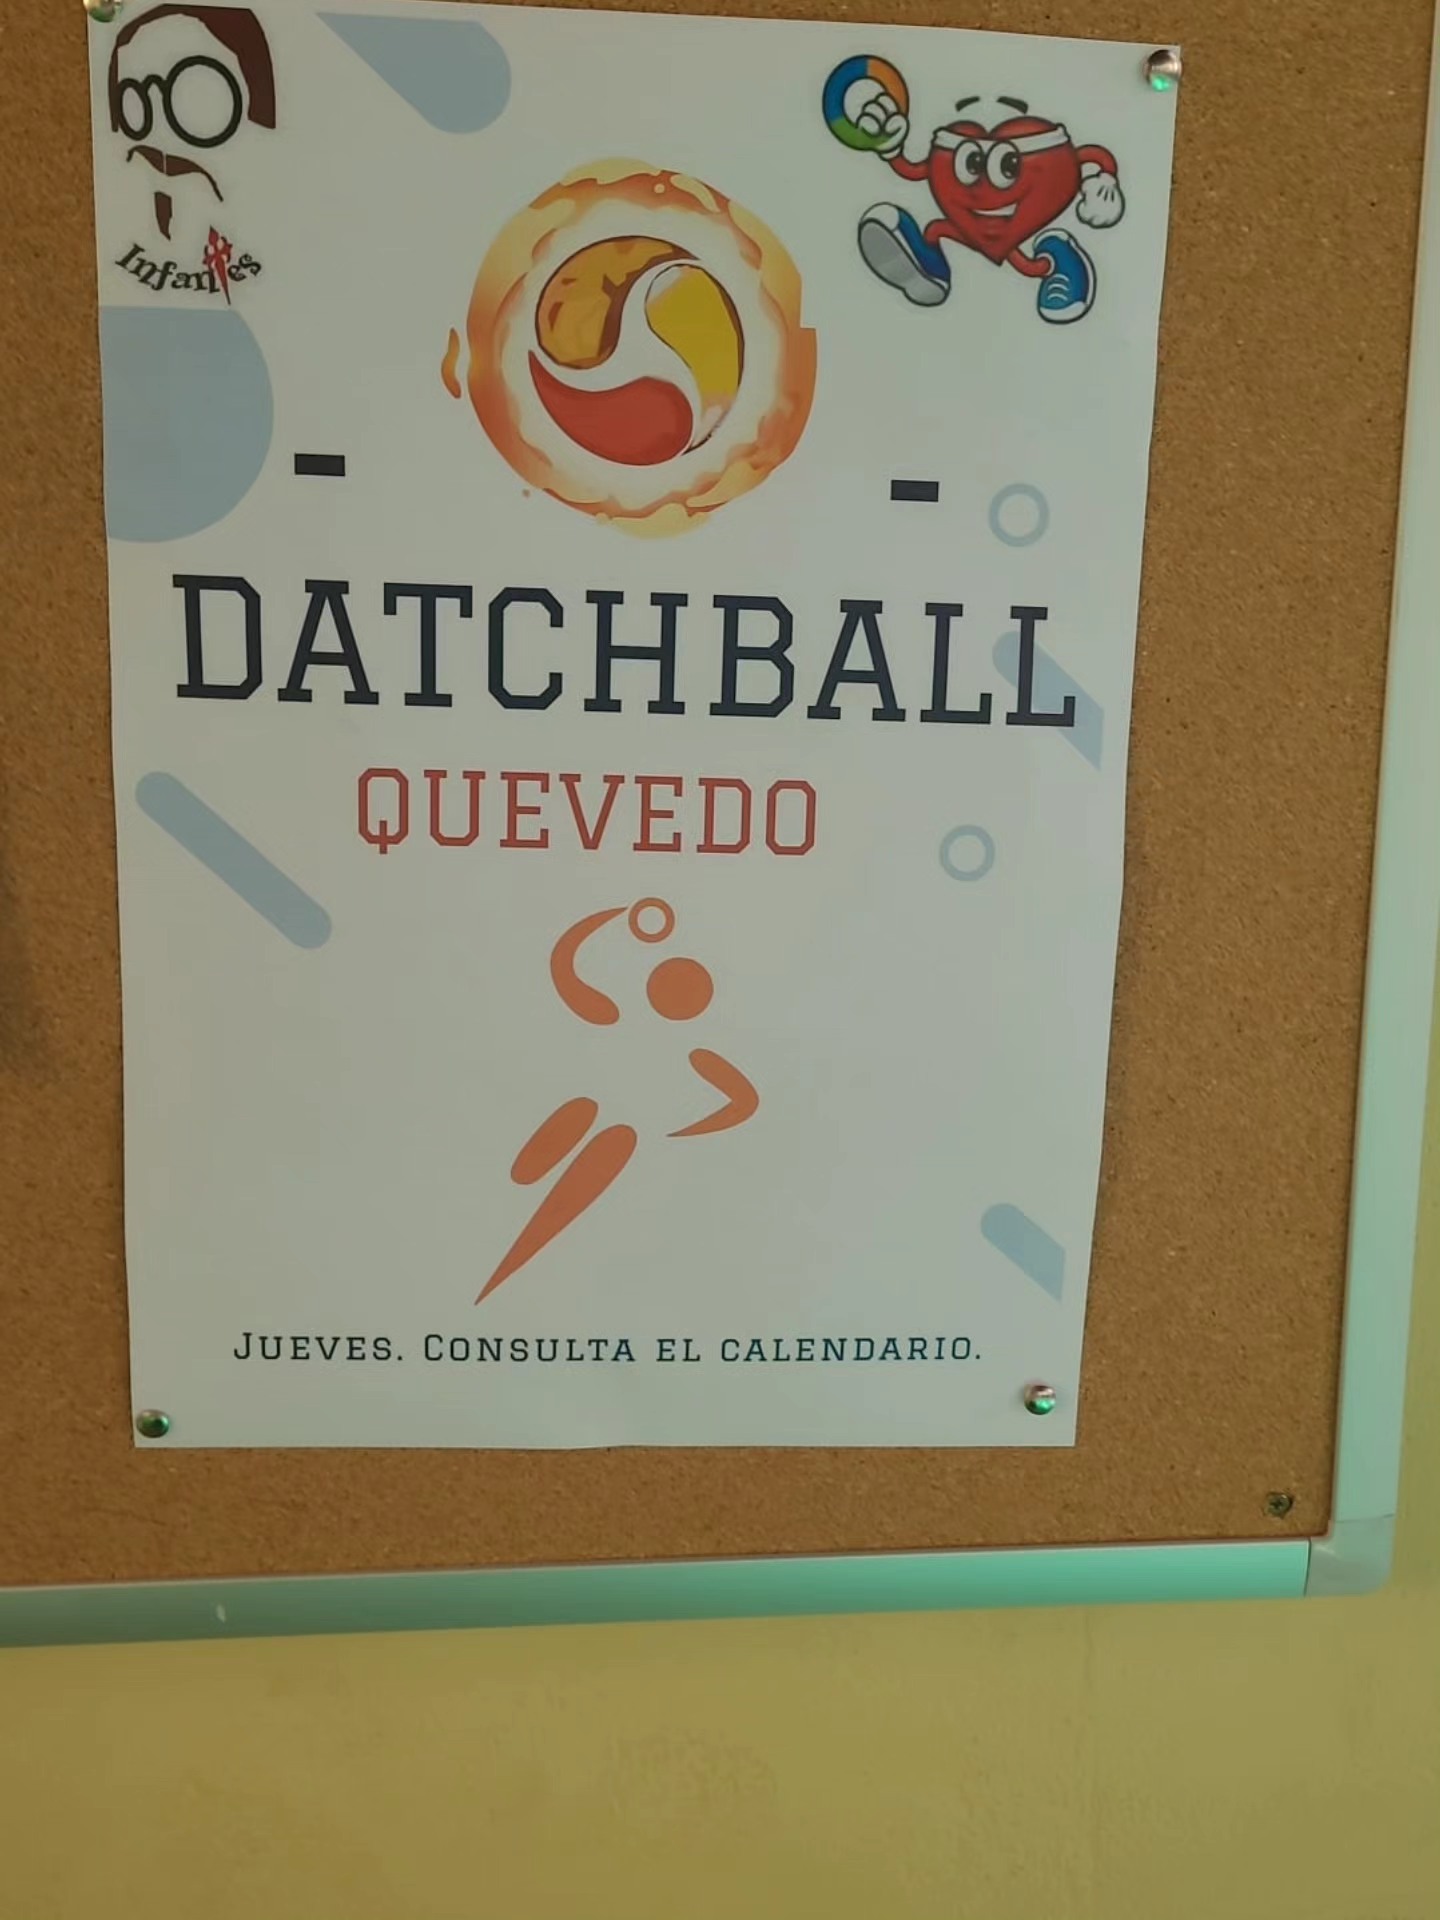 Infantes
-
-
DATCHBALL
QUEVEDO
JUEVES. CONSULTA EL CALENDARIO.